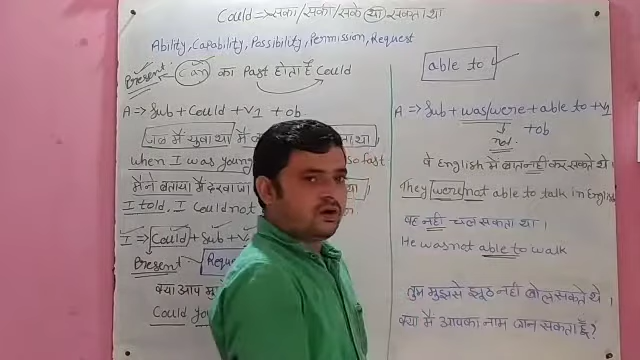 Could => सका/सकी/सके या सकता था
Ability, Capability, Possibility, Permission, Request
Present: Can का Past होता हैं Could
A => Sub + Could + V1 + ob
जब मैं युवा था मैं
when I was young so fast
मैंने बताया मैं
I told, I Could not
I => Could + Sub + V
Present
क्या आप
Could
able to
A => Sub + was/were + able to + V1
+ ob
not
वे English में बात नहीं कर सकते थे।
They were not able to talk in English
वह नहीं चल सकता था।
He was not able to walk
तुम मुझसे झूठ नहीं बोल सकते थे।
क्या मैं आपका नाम जान सकता हूँ?